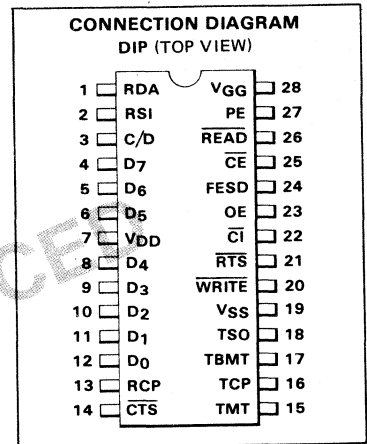 CONNECTION DIAGRAM
DIP (TOP VIEW)
1 RDA VGG 28
2 RSI PE 27
3 C/D READ 26
4 D7 CE 25
5 D6 FESD 24
6 D5 OE 23
7 VDD CI 22
8 D4 RTS 21
9 D3 WRITE 20
10 D2 VSS 19
11 D1 TSO 18
12 D0 TBMT 17
13 RCP TCP 16
14 CTS TMT 15
CED